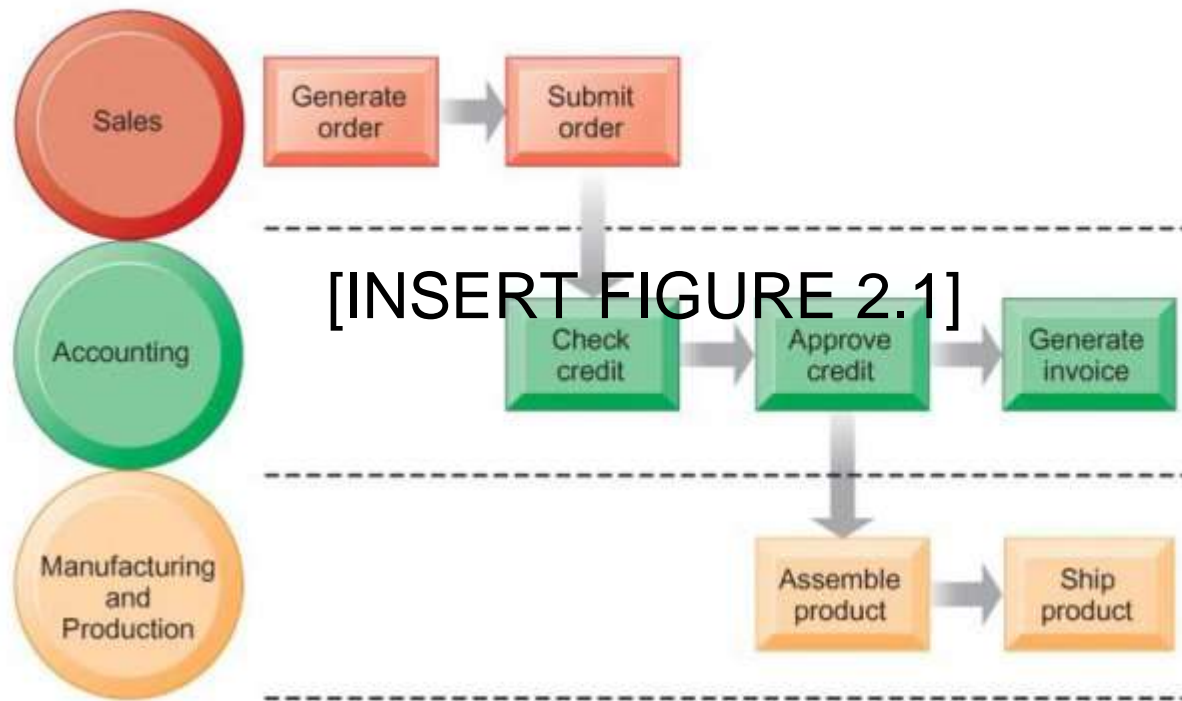 Sales
Generate
order
Submit
order
[INSERT FIGURE 2.1]
Accounting
Check
credit
Approve
credit
Generate
invoice
Manufacturing
and
Production
Assemble
product
Ship
product